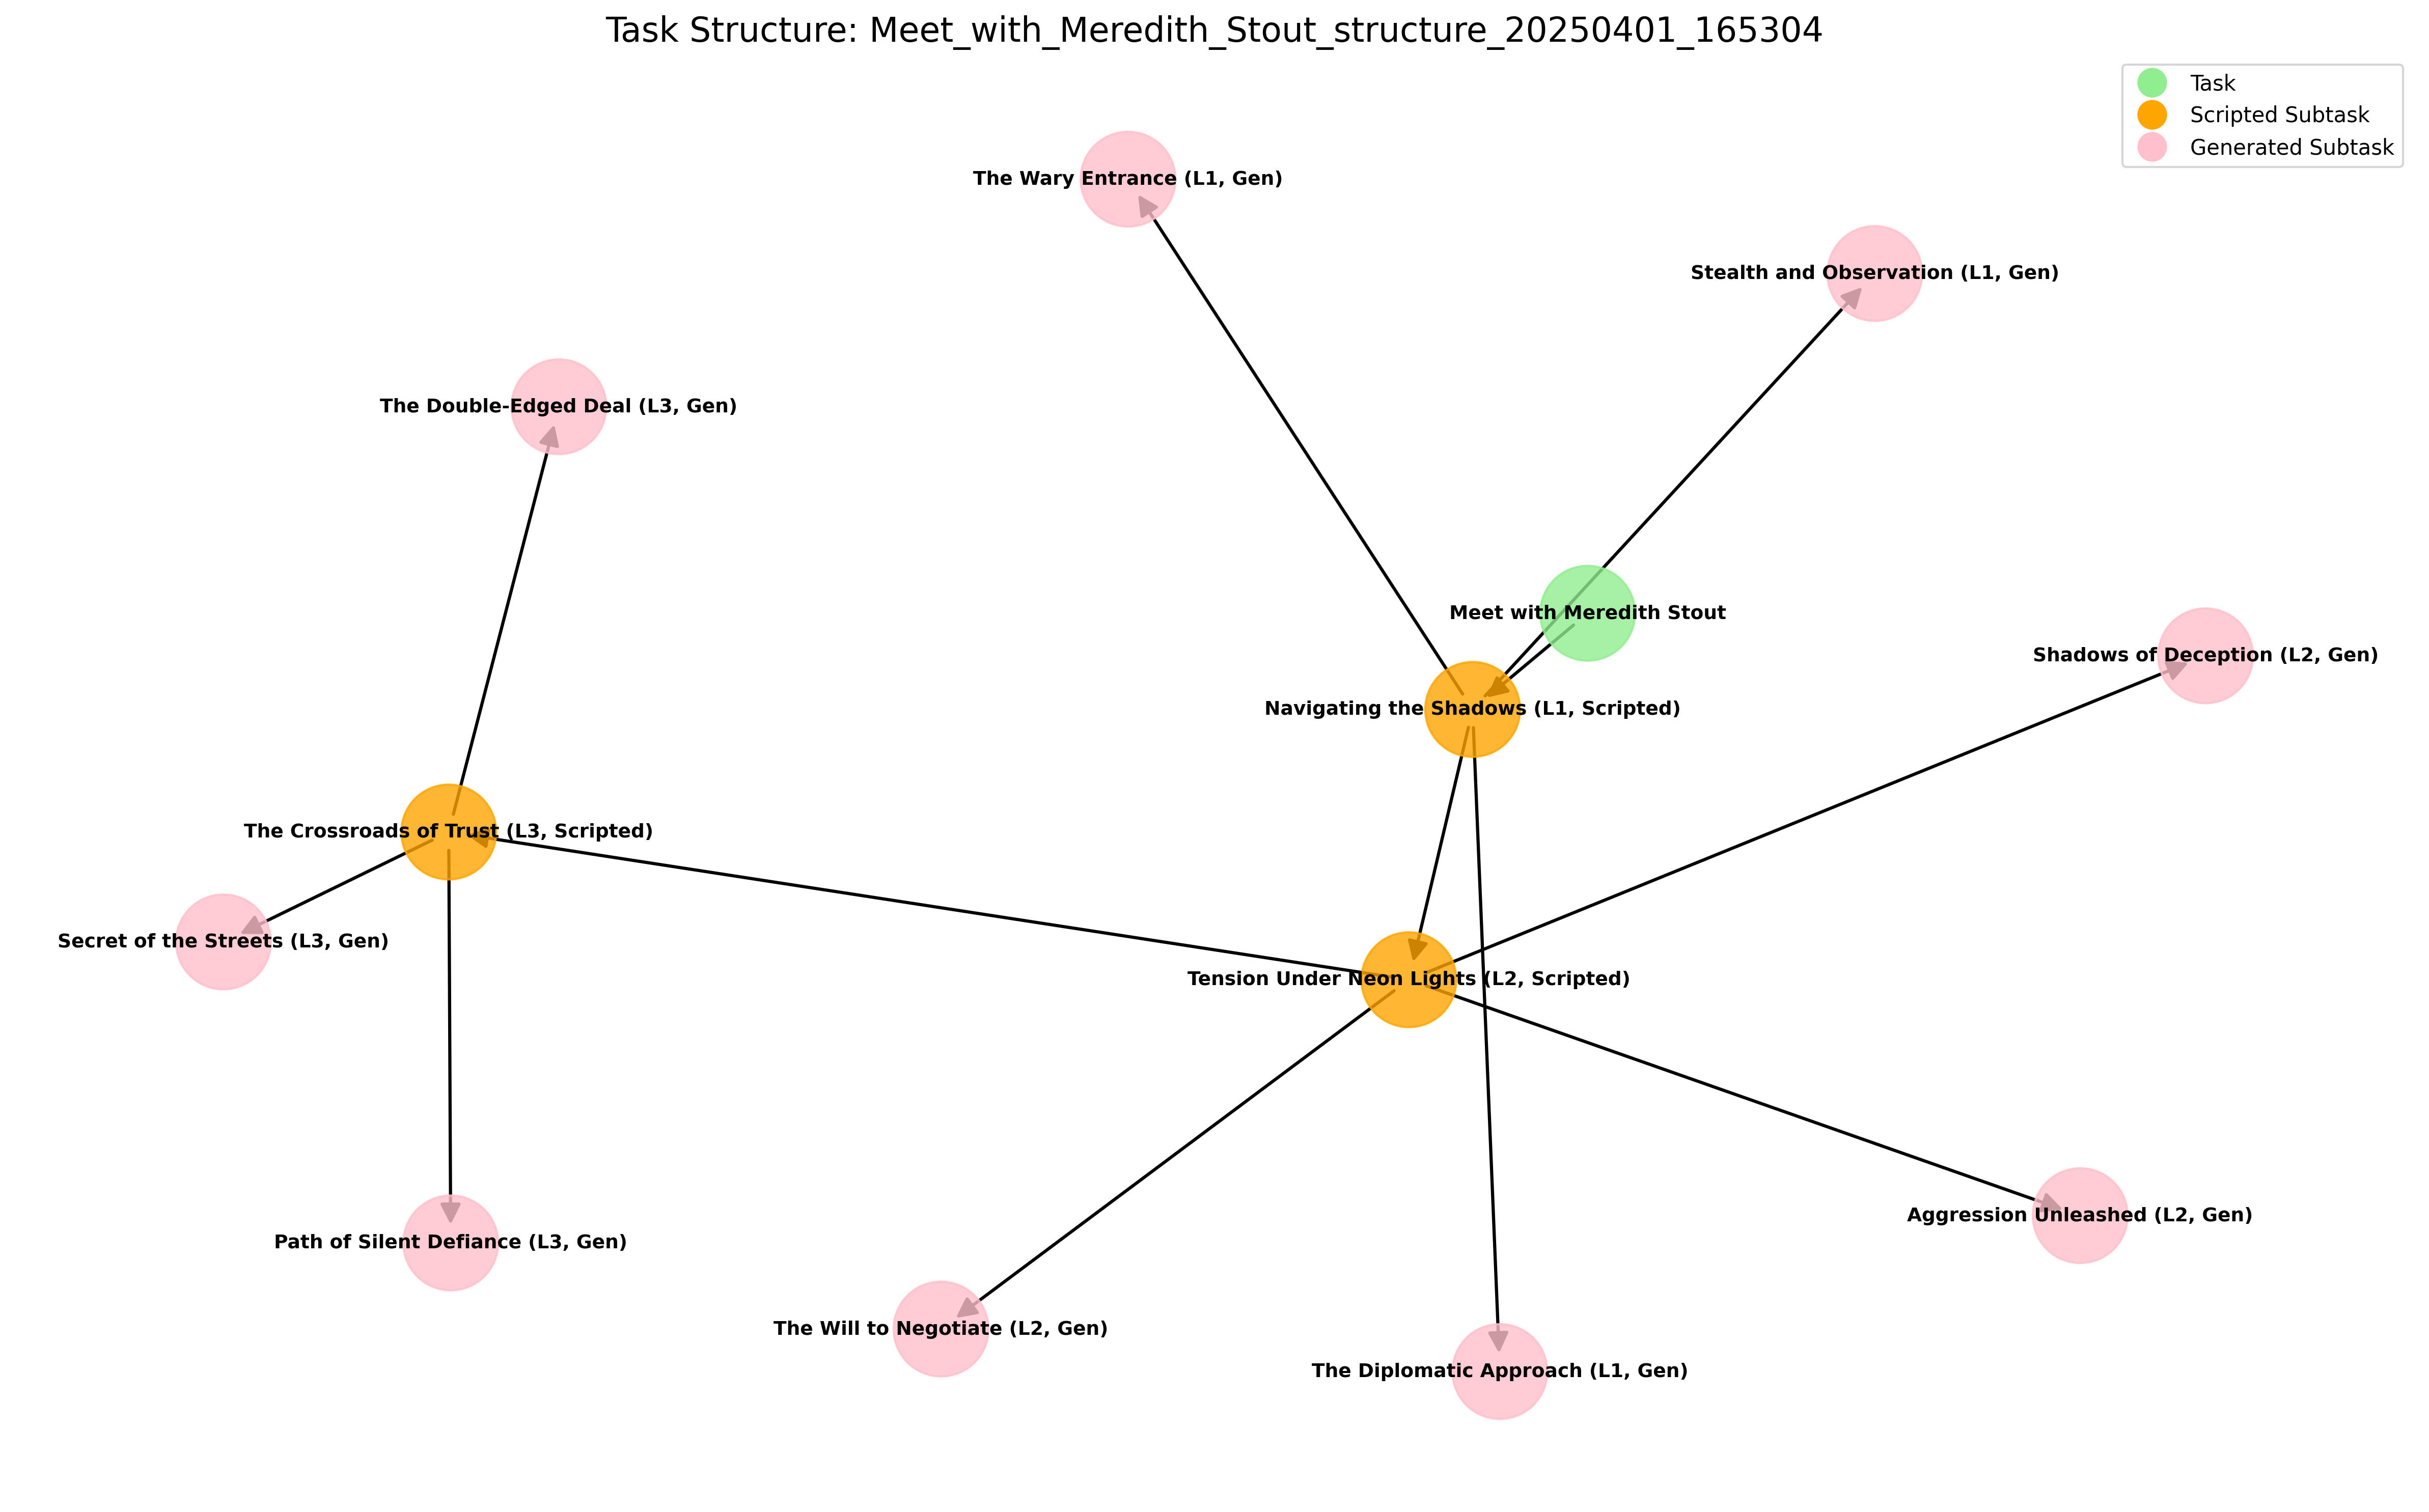 Task Structure: Meet_with_Meredith_Stout_structure_20250401_165304
Task
Scripted Subtask
Generated Subtask
The Wary Entrance (L1, Gen)
Stealth and Observation (L1, Gen)
The Double-Edged Deal (L3, Gen)
Meet with Meredith Stout
Shadows of Deception (L2, Gen)
Navigating the Shadows (L1, Scripted)
The Crossroads of Trust (L3, Scripted)
Secret of the Streets (L3, Gen)
Tension Under Neon Lights (L2, Scripted)
Aggression Unleashed (L2, Gen)
Path of Silent Defiance (L3, Gen)
The Will to Negotiate (L2, Gen)
The Diplomatic Approach (L1, Gen)